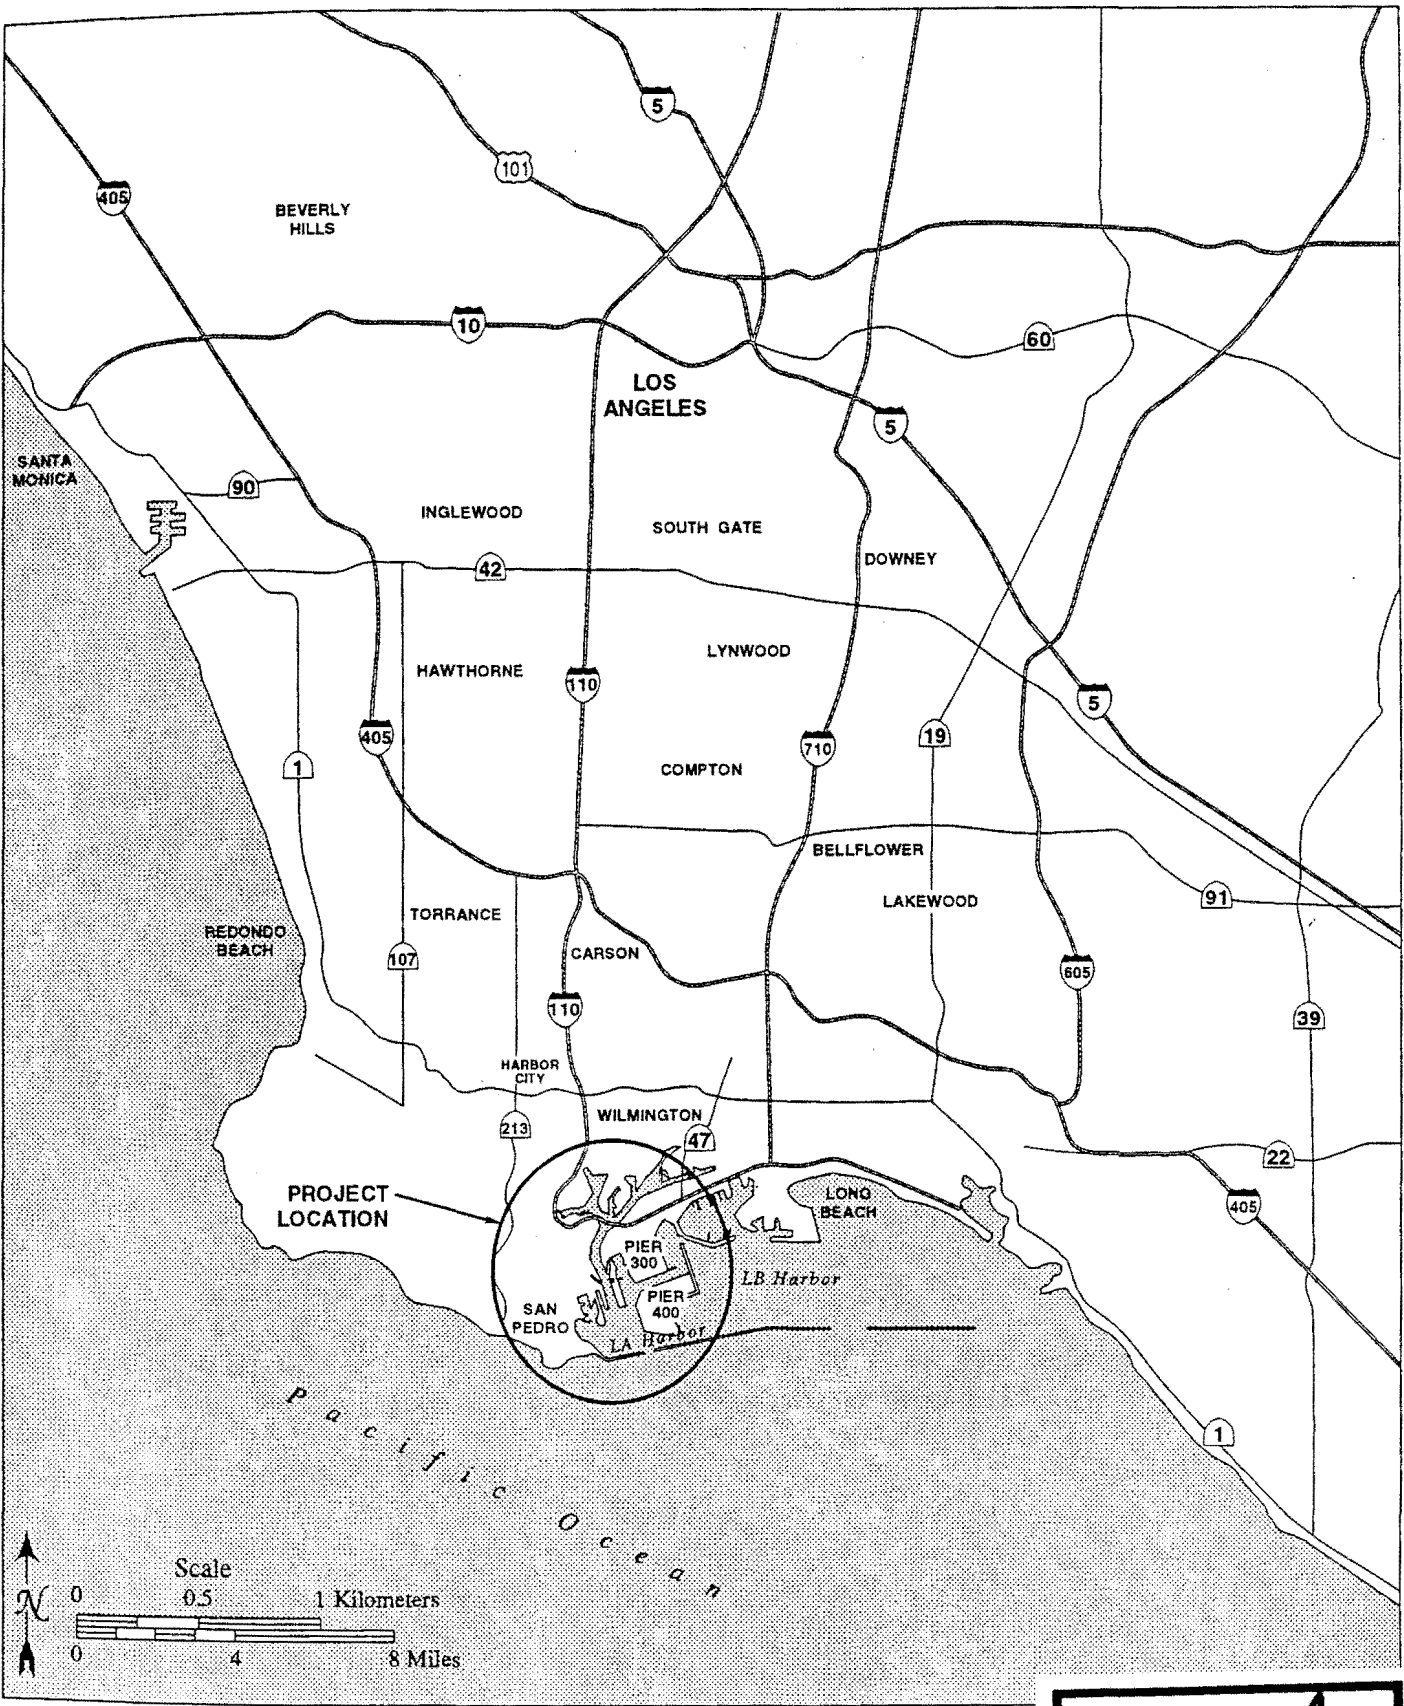 5
101
405
BEVERLY
HILLS
10
60
LOS
ANGELES
5
SANTA
MONICA
90
INGLEWOOD
SOUTH GATE
DOWNEY
42
HAWTHORNE
LYNWOOD
110
5
405
710
19
1
COMPTON
BELLFLOWER
91
LAKEWOOD
TORRANCE
REDONDO
BEACH
107
CARSON
605
110
39
HARBOR
CITY
WILMINGTON
213
47
22
PROJECT
LOCATION
LONG
BEACH
405
PIER
300
LB Harbor
PIER
400
SAN
PEDRO
LA Harbor
Pacific Ocean
1
Scale
0 0.5 1 Kilometers
N
0 4 8 Miles